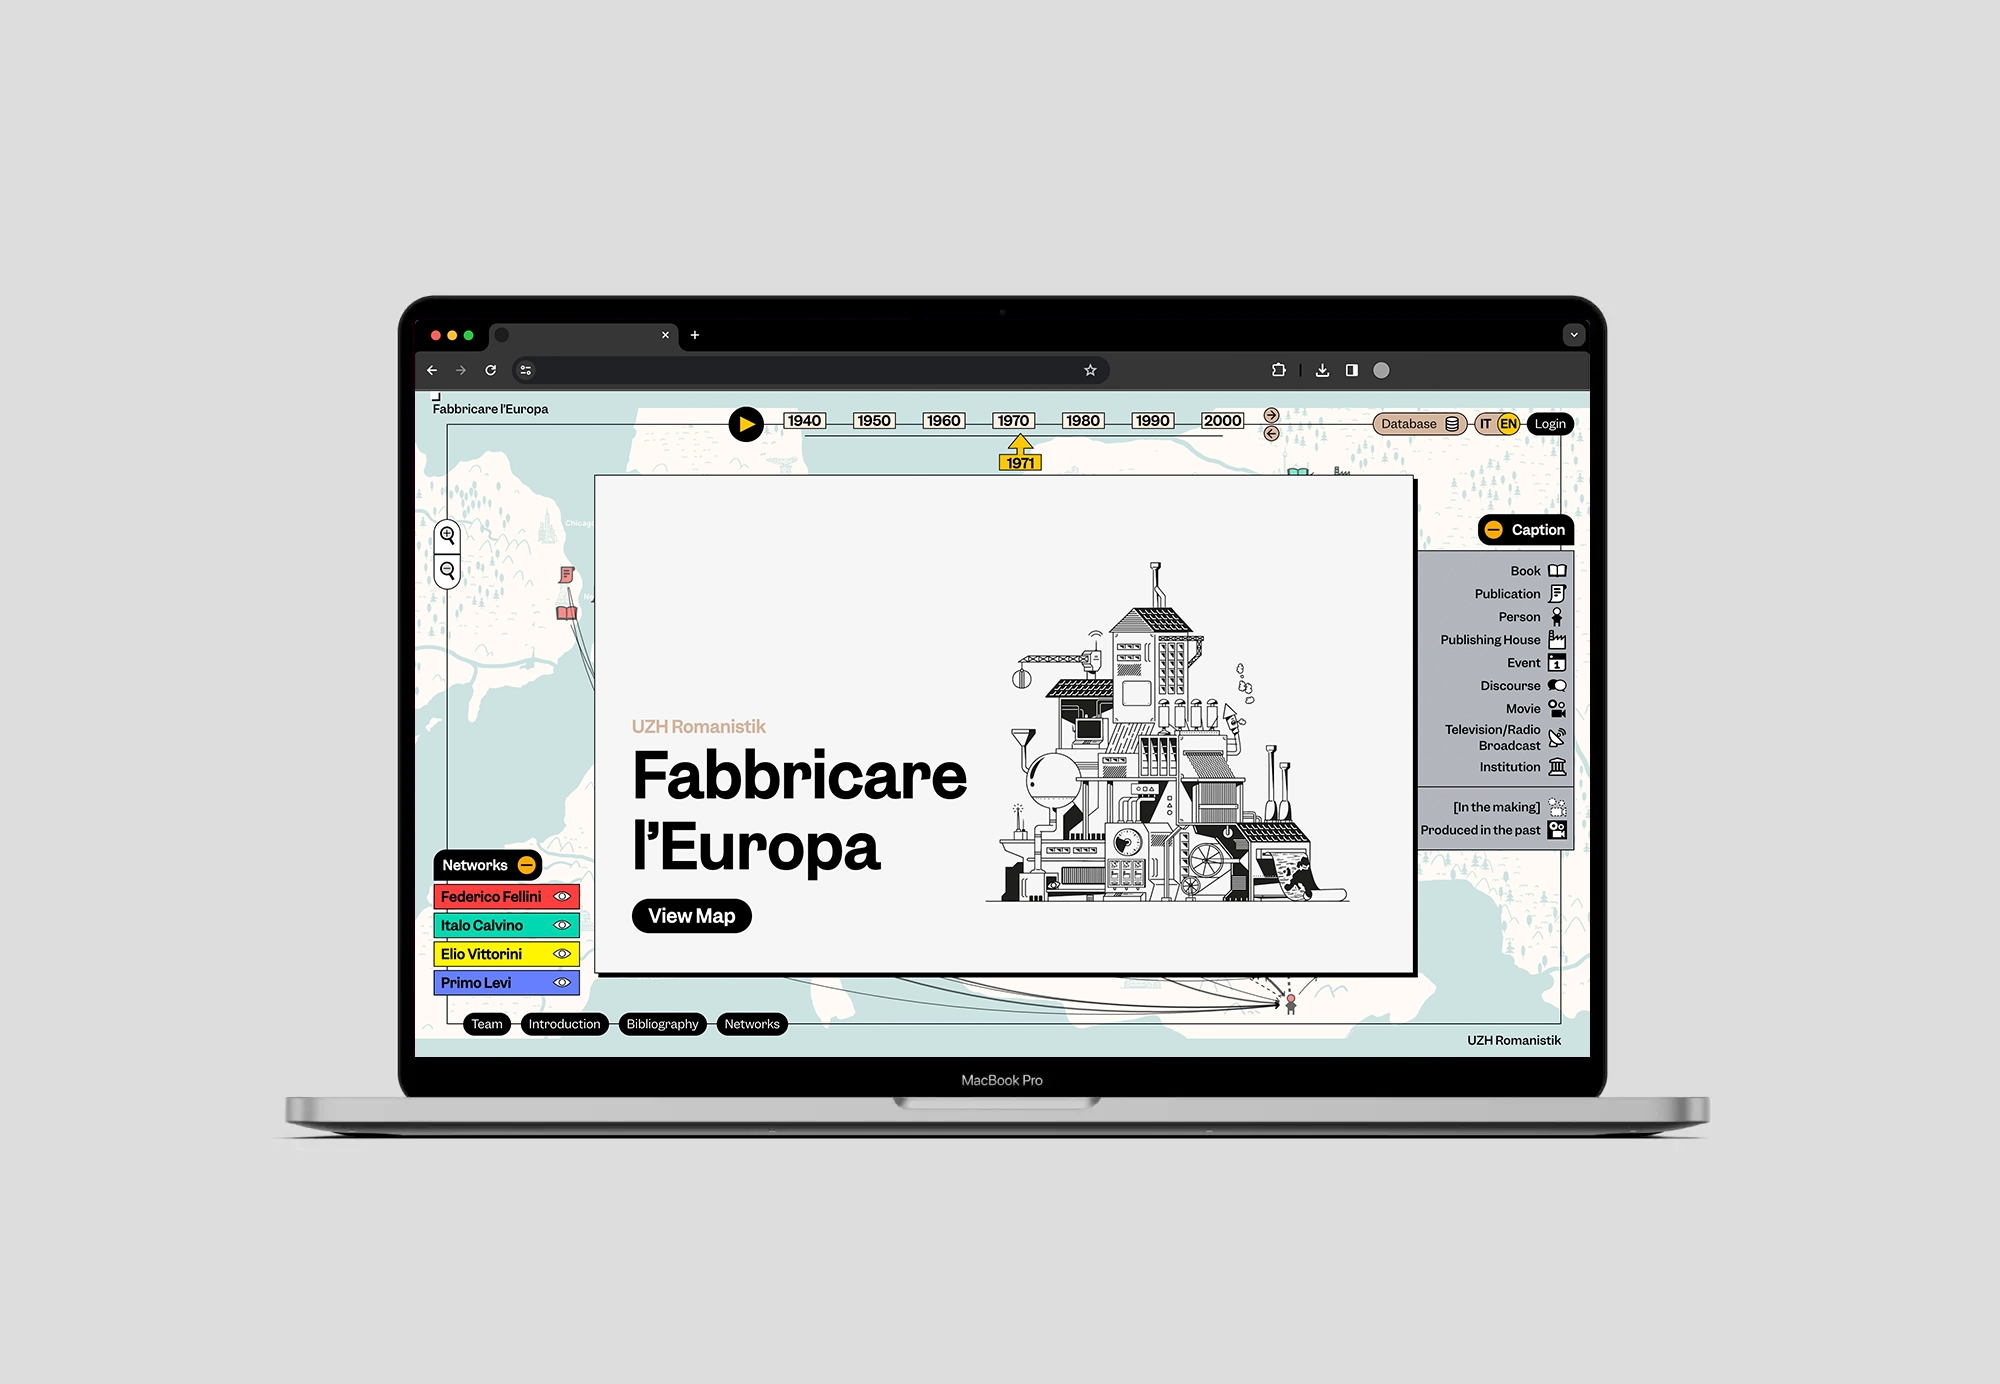 Fabbricare l'Europa
1940
1950
1960
1970
1980
1990
2000
1971
Database
IT
EN
Login
Caption
Book
Publication
Person
Publishing House
Event
1
Discourse
Movie
Television/Radio
Broadcast
Institution
[In the making]
Produced in the past
UZH Romanistik
Fabbricare
l’Europa
View Map
Networks
Federico Fellini
Italo Calvino
Elio Vittorini
Primo Levi
Team
Introduction
Bibliography
Networks
UZH Romanistik
MacBook Pro